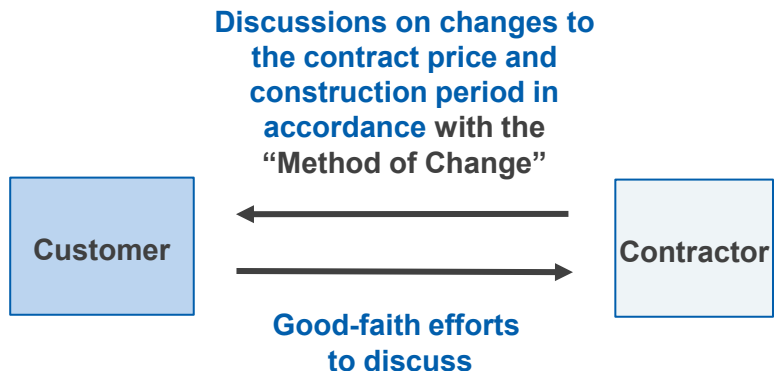 Discussions on changes to
the contract price and
construction period in
accordance with the
“Method of Change”
Customer
Contractor
Good-faith efforts
to discuss